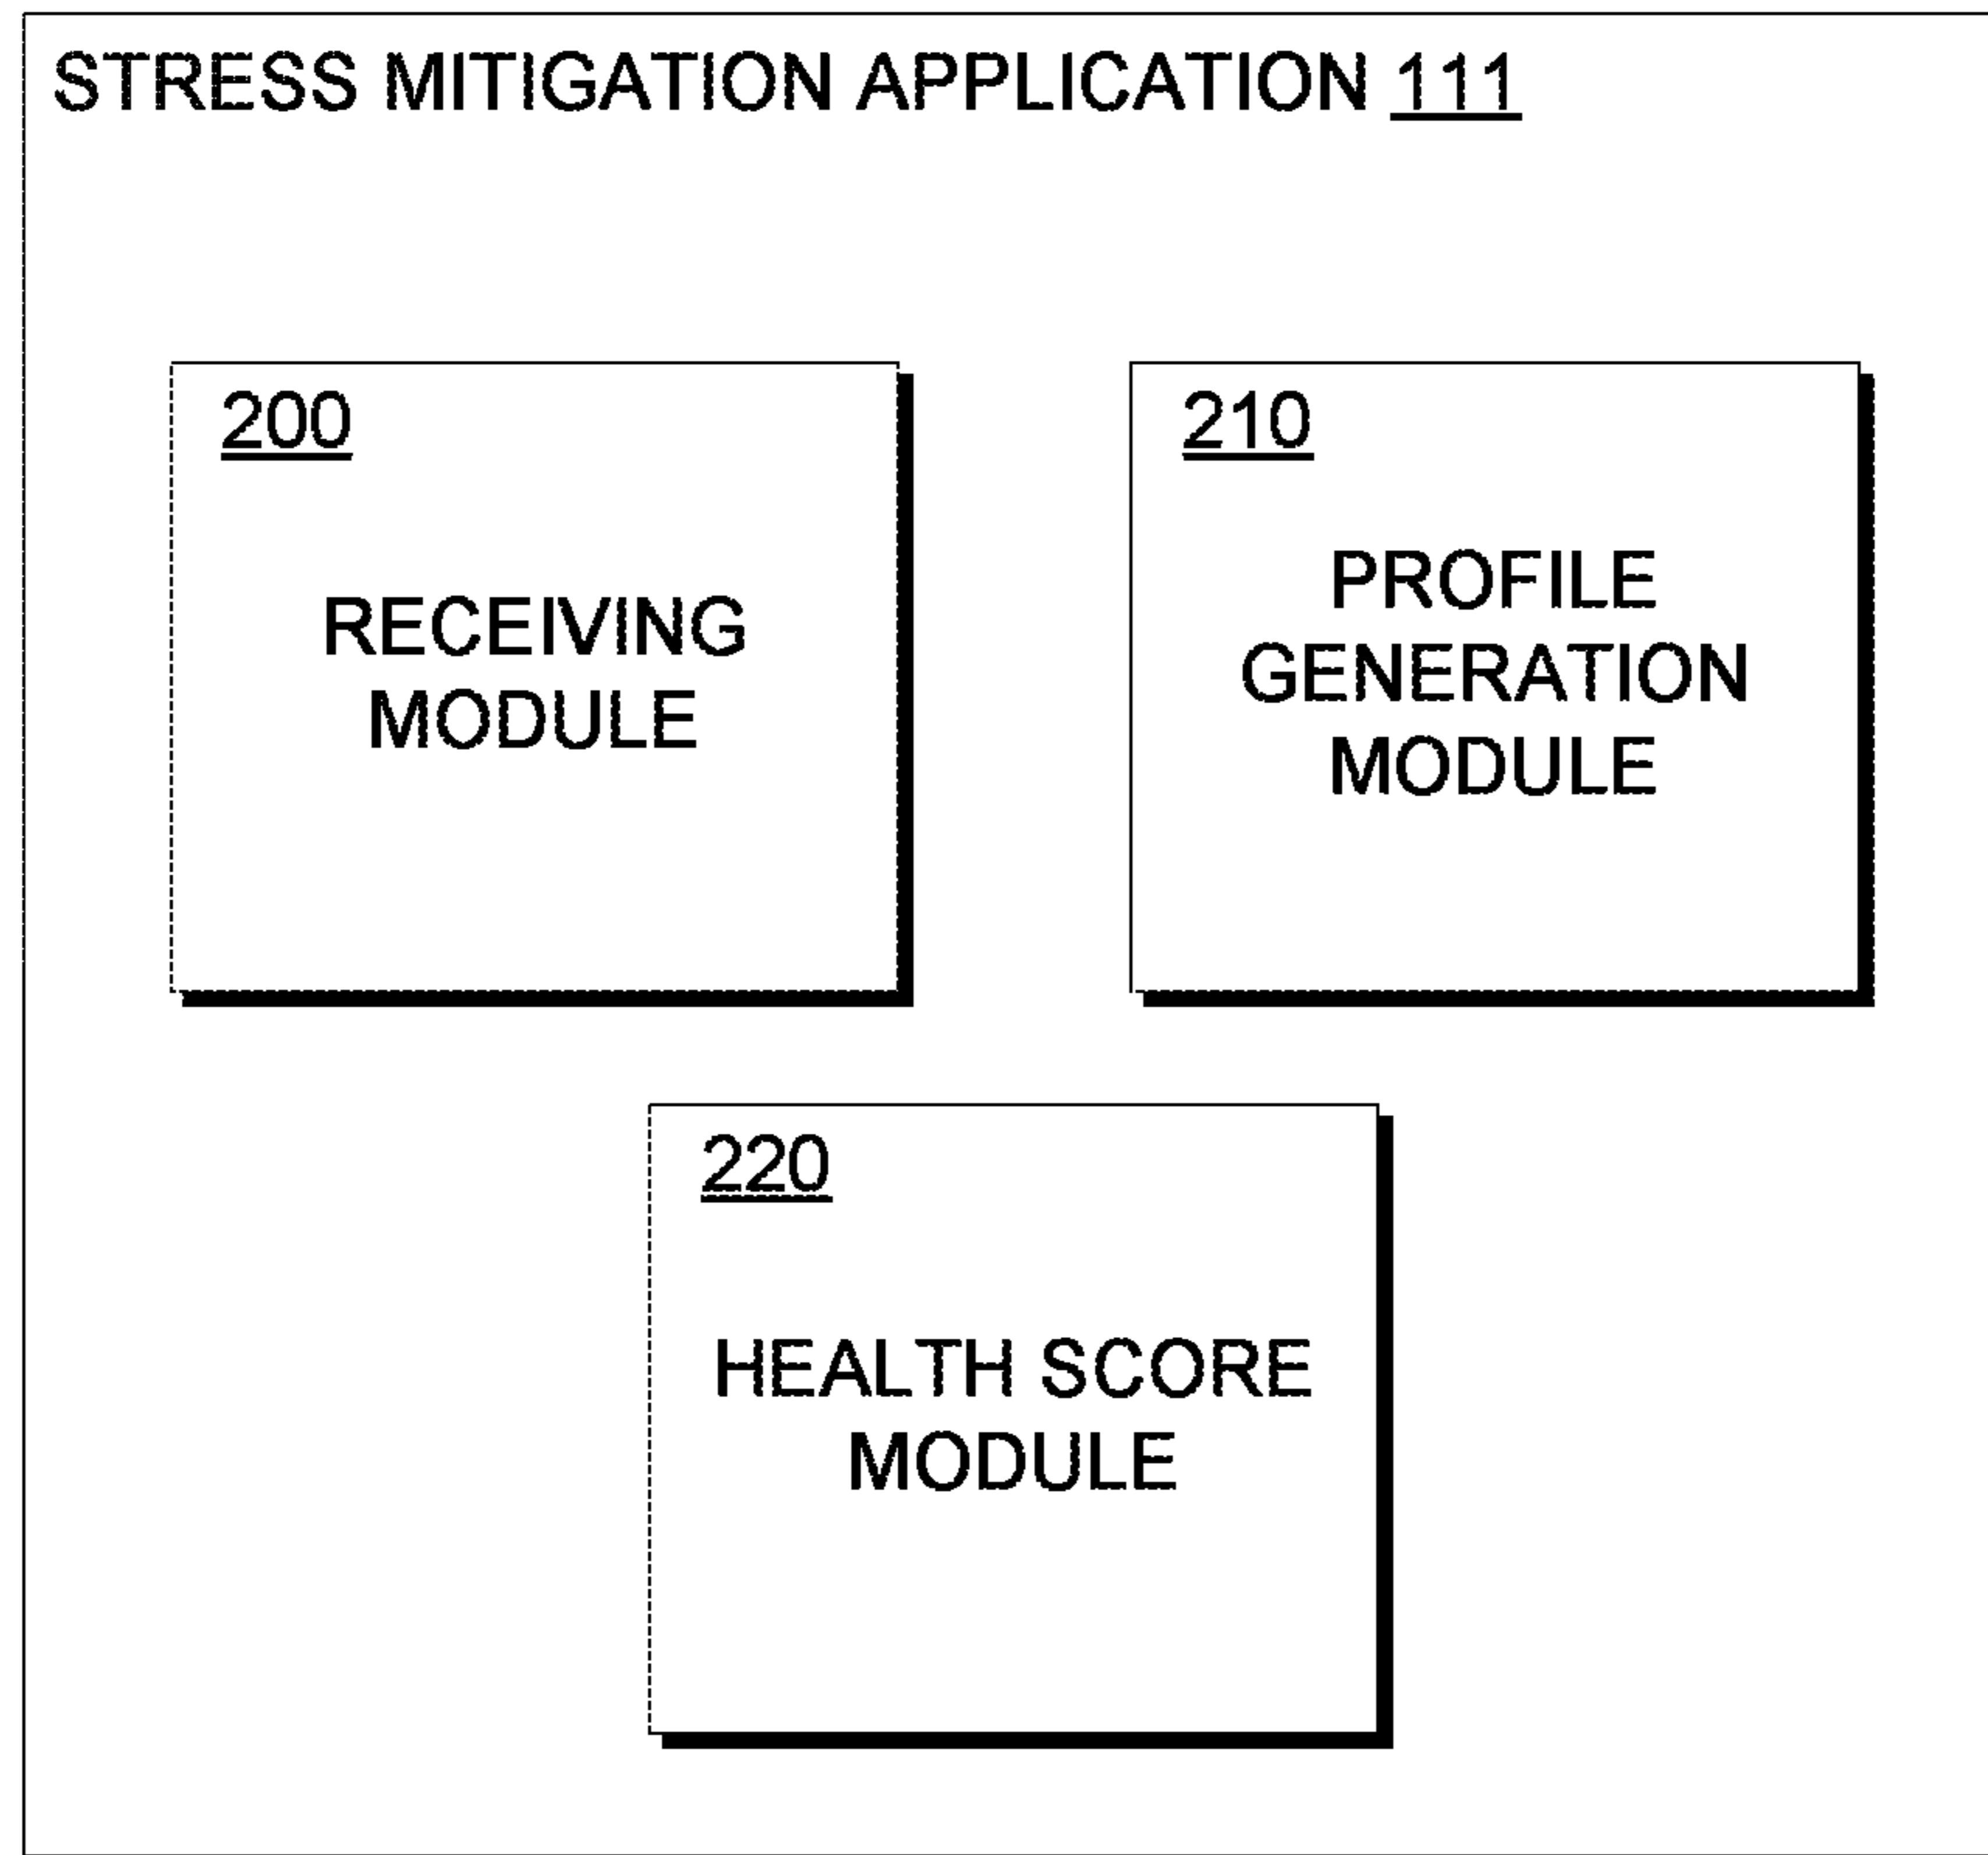 STRESS MITIGATION APPLICATION 111
200
RECEIVING
MODULE
210
PROFILE
GENERATION
MODULE
220
HEALTH SCORE
MODULE